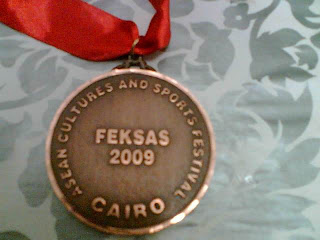 ASEAN CULTURES AND SPORTS FESTIVAL
FEKSAS
2009
CAIRO